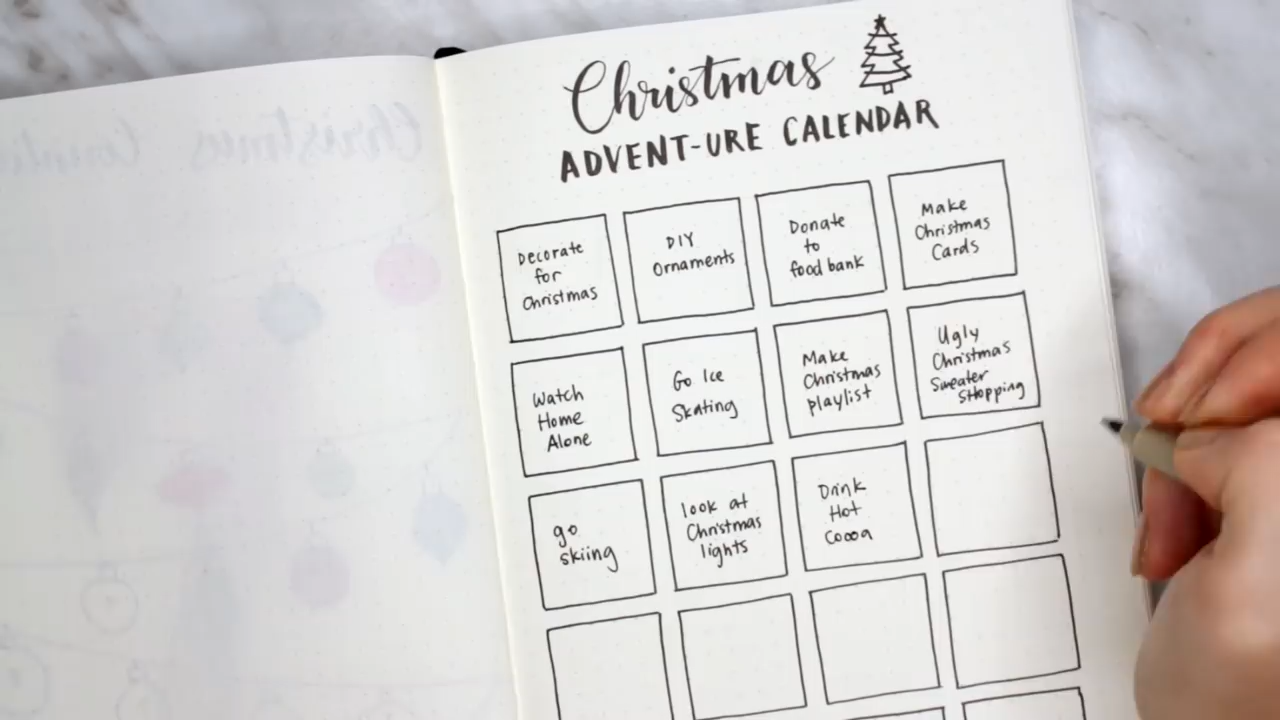 Christmas
ADVENT-URE CALENDAR
Decorate
for
Christmas
DIY
Ornaments
Donate
to
food bank
Make
Christmas
Cards
Watch
Home
Alone
Go Ice
Skating
Make
Christmas
playlist
Ugly
Christmas
Sweater
SHopping
go
skiing
look at
Christmas
lights
Drink
Hot
Cocoa